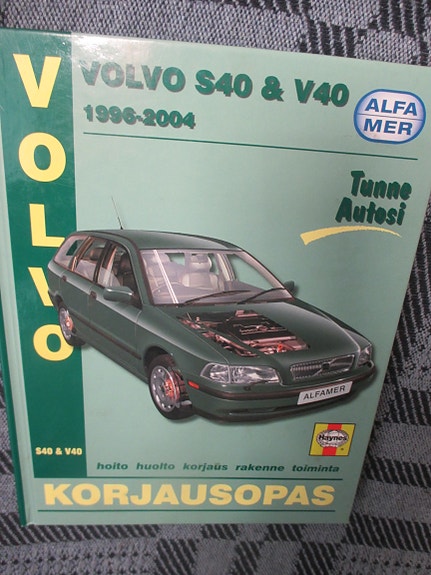 VOLVO
VOLVO S40 & V40
1996-2004
ALFA
MER
Tunne
Autosi
ALFAMER
Haynes
S40 & V40
hoito huolto korjaus rakenne toiminta
KORJAUSOPAS